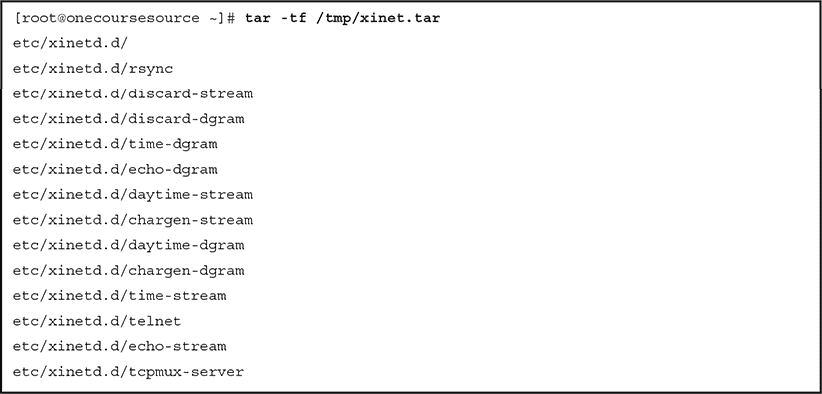 [root@onecoursesource ~]# tar -tf /tmp/xinet.tar
etc/xinetd.d/
etc/xinetd.d/rsync
etc/xinetd.d/discard-stream
etc/xinetd.d/discard-dgram
etc/xinetd.d/time-dgram
etc/xinetd.d/echo-dgram
etc/xinetd.d/daytime-stream
etc/xinetd.d/chargen-stream
etc/xinetd.d/daytime-dgram
etc/xinetd.d/chargen-dgram
etc/xinetd.d/time-stream
etc/xinetd.d/telnet
etc/xinetd.d/echo-stream
etc/xinetd.d/tcpmux-server